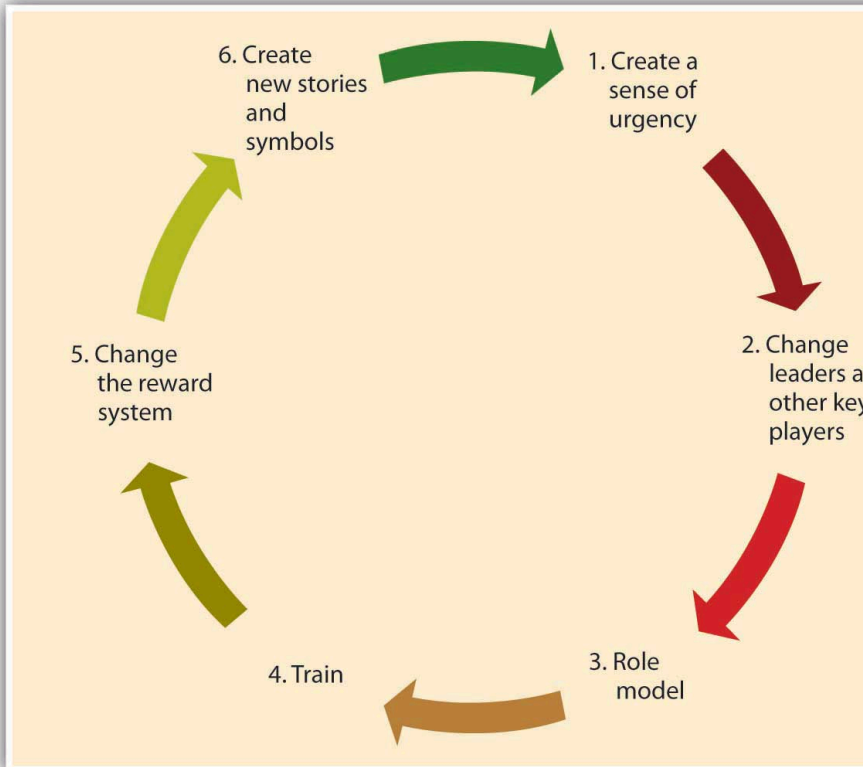 1. Create a
sense of
urgency
2. Change
leaders a
other key
players
3. Role
model
4. Train
5. Change
the reward
system
6. Create
new stories
and
symbols